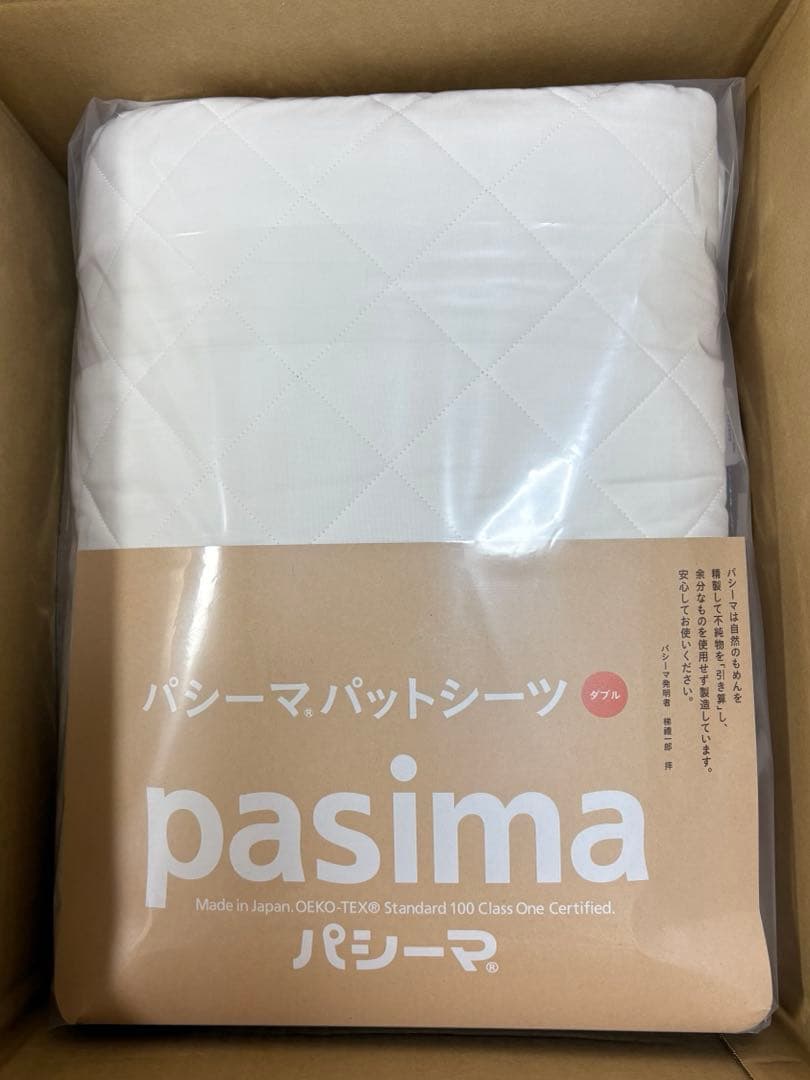 パシーマは自然のもめんを
精製して不純物を「引き算」し、
余分なものを使用せず製造しています。
安心してお使いください。
パシーマ発明者 梯禮一郎 拝
パシーマ®パットシーツ ダブル
pasima
Made in Japan. OEKO-TEX® Standard 100 Class One Certified.
パシーマ®